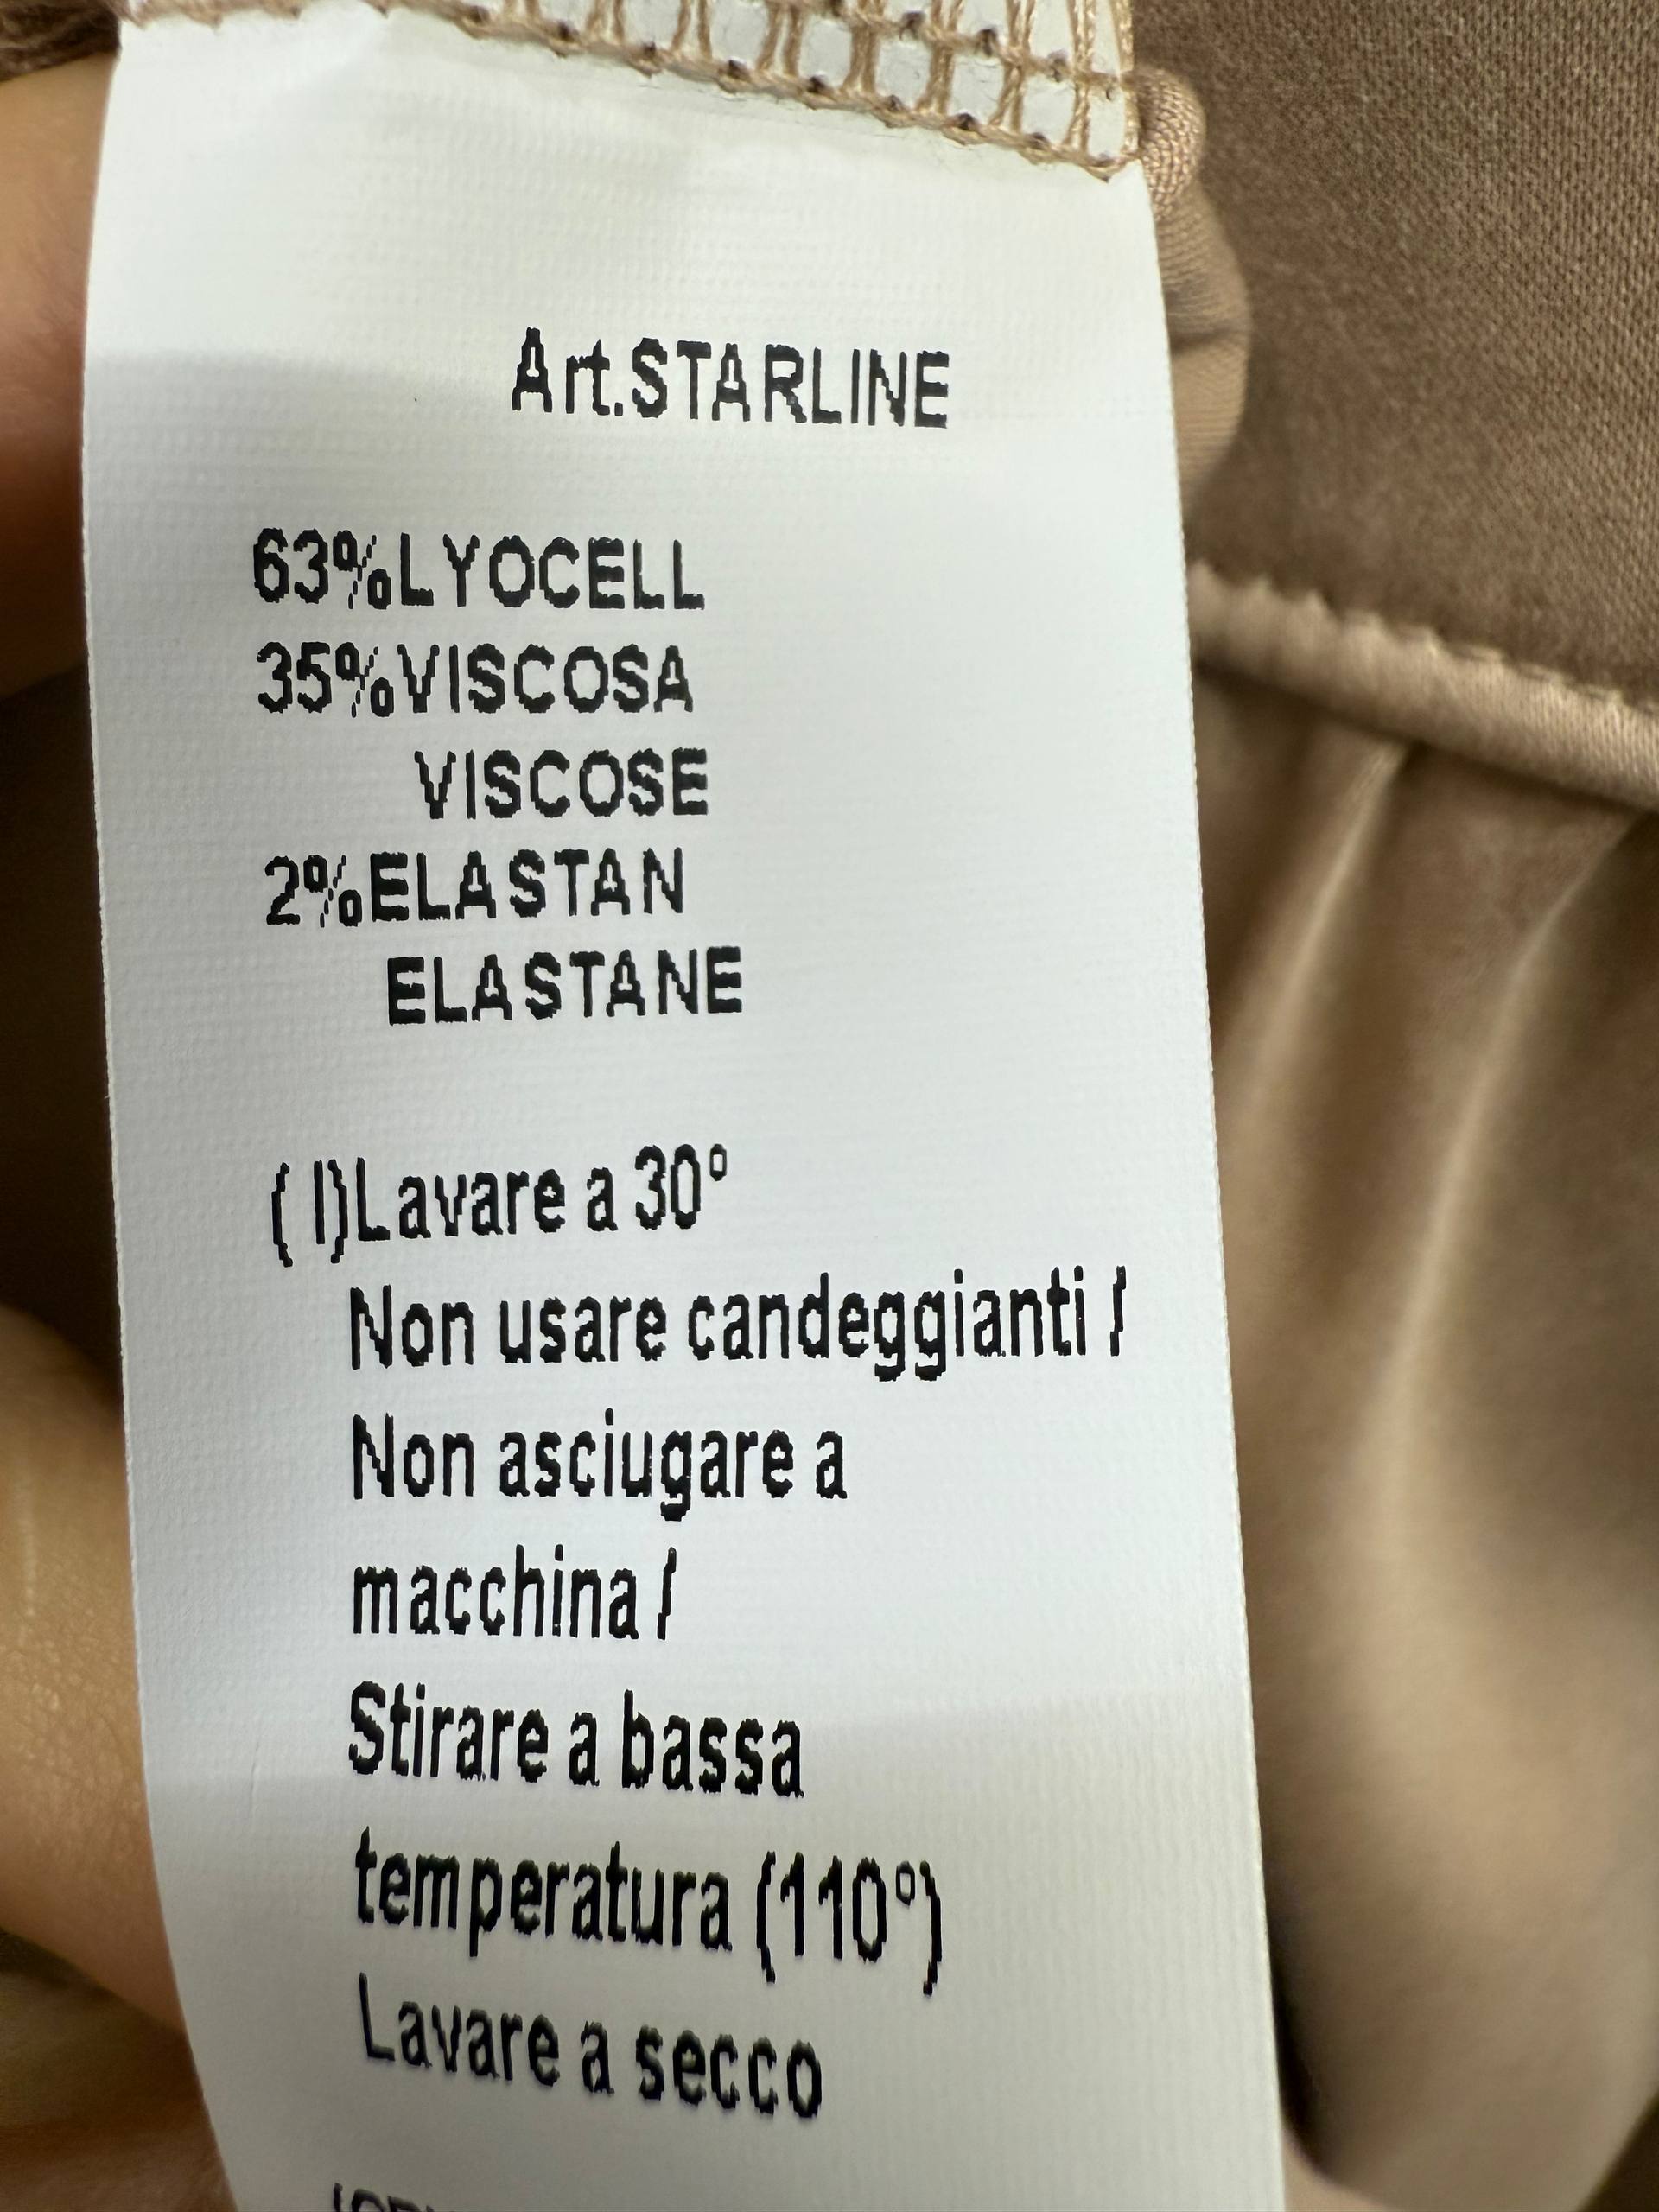 Art.STARLINE
63%LYOCELL
35%VISCOSA
VISCOSE
2%ELASTAN
ELASTANE
( I)Lavare a 30°
Non usare candeggianti /
Non asciugare a
macchina /
Stirare a bassa
temperatura (110°)
Lavare a secco